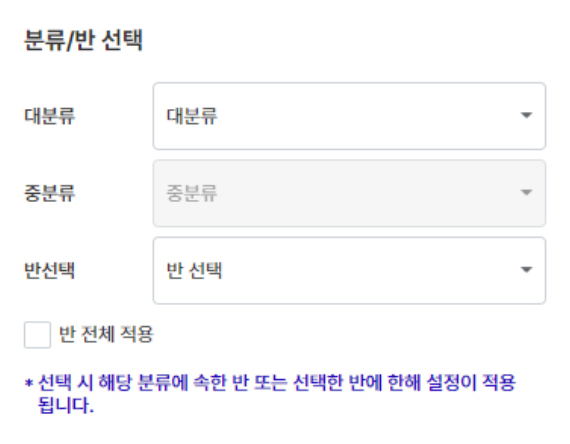 분류/반 선택
대분류 대분류
중분류 중분류
반선택 반 선택
반 전체 적용
* 선택 시 해당 분류에 속한 반 또는 선택한 반에 한해 설정이 적용
됩니다.